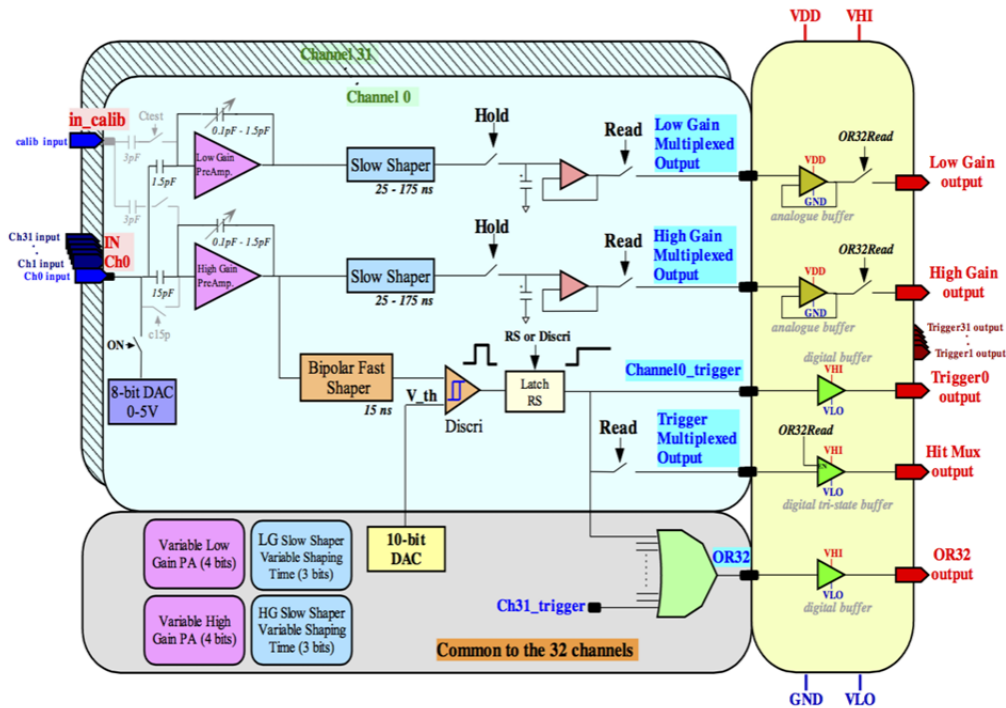 VDD
VHI
Channel 31
Channel 0
in_calib
calib input
Ctest
3pF
0.1pF - 1.5pF
Low Gain
PreAmp.
1.5pF
Slow Shaper
25 - 175 ns
Hold
Read
Low Gain
Multiplexed
Output
OR32Read
VDD
GND
analogue buffer
Low Gain
output
3pF
Ch31 input
Ch1 input
Ch0 input
IN
Ch0
0.1pF - 1.5pF
High Gain
PreAmp.
15pF
c15p
Slow Shaper
25 - 175 ns
Hold
Read
High Gain
Multiplexed
Output
OR32Read
VDD
GND
analogue buffer
High Gain
output
Trigger31 output
Trigger1 output
ON
8-bit DAC
0-5V
Bipolar Fast
Shaper
15 ns
V_th
Discri
RS or Discri
Latch
RS
Channel0_trigger
digital buffer
VHI
VLO
Trigger0
output
Read
Trigger
Multiplexed
Output
OR32Read
VHI
EN
VLO
digital tri-state buffer
Hit Mux
output
Variable Low
Gain PA (4 bits)
LG Slow Shaper
Variable Shaping
Time (3 bits)
10-bit
DAC
OR32
VHI
VLO
digital buffer
OR32
output
Variable High
Gain PA (4 bits)
HG Slow Shaper
Variable Shaping
Time (3 bits)
Ch31_trigger
Common to the 32 channels
GND
VLO